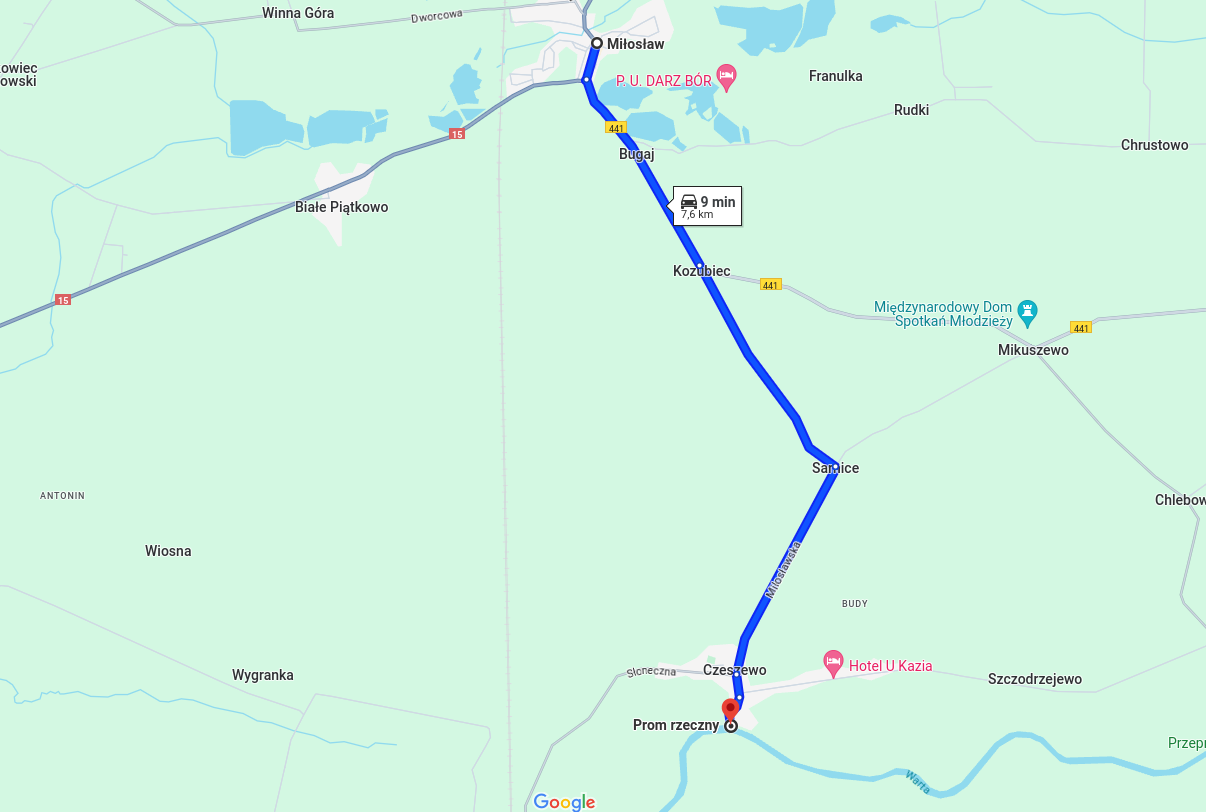 Winna Góra
Dworcowa
Miłosław
owiec
owski
P. U. DARZ BÓR
Franulka
Rudki
15
441
Bugaj
Chrustowo
Białe Piątkowo
9 min
7,6 km
Kozubiec
441
15
Międzynarodowy Dom
Spotkań Młodzieży
441
Mikuszewo
Sarnice
ANTONIN
Chlebow
Wiosna
Miłosławska
BUDY
Słoneczna
Czeszewo
Hotel U Kazia
Wygranka
Szczodrzejewo
Prom rzeczny
Przepr
Warta
Google